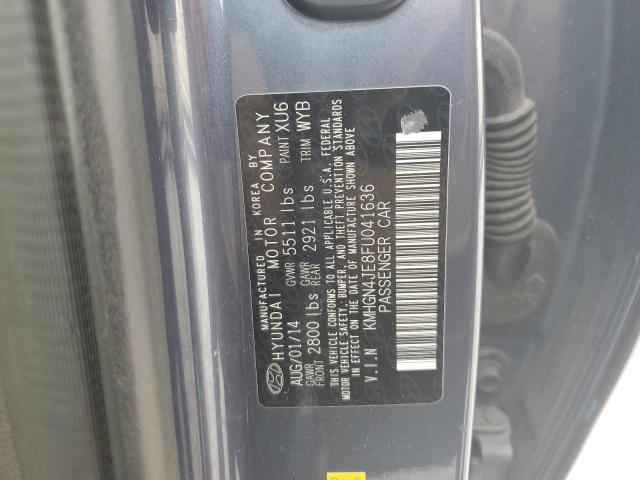 MANUFACTURED IN KOREA BY
HYUNDAI MOTOR COMPANY
AUG/01/14 GVWR 5511 lbs PAINT XU6
GAWR FRONT 2800 lbs GAWR REAR 2921 lbs TRIM WYB
THIS VEHICLE CONFORMS TO ALL APPLICABLE U.S.A. FEDERAL
MOTOR VEHICLE SAFETY, BUMPER, AND THEFT PREVENTION STANDARDS
IN EFFECT ON THE DATE OF MANUFACTURE SHOWN ABOVE
V.I.N KMHGN4JE8FU041636
PASSENGER CAR